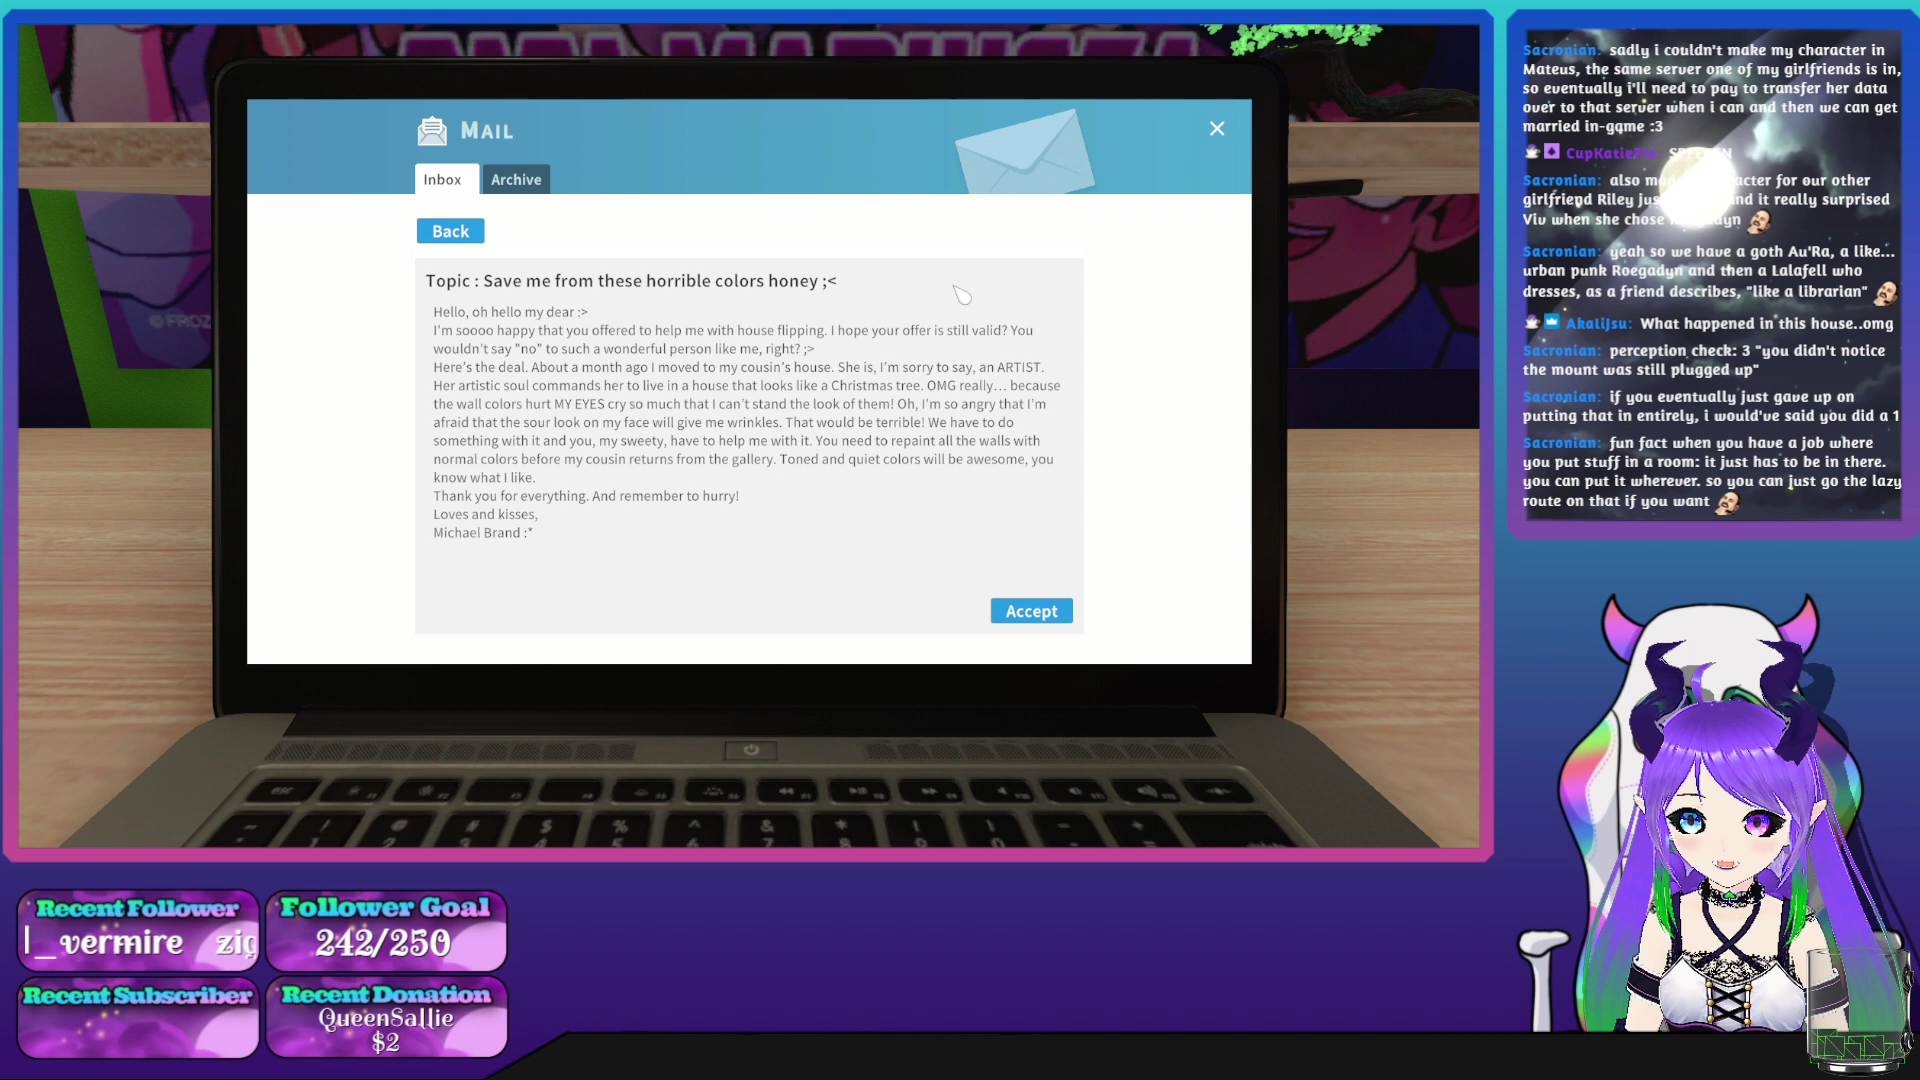 MAIL
Inbox
Archive
Back
Topic : Save me from these horrible colors honey ;<
Hello, oh hello my dear :>
I'm soooo happy that you offered to help me with house flipping. I hope your offer is still valid? You
wouldn't say "no" to such a wonderful person like me, right? ;>
Here's the deal. About a month ago I moved to my cousin's house. She is, I'm sorry to say, an ARTIST.
Her artistic soul commands her to live in a house that looks like a Christmas tree. OMG really... because
the wall colors hurt MY EYES cry so much that I can't stand the look of them! Oh, I'm so angry that I'm
afraid that the sour look on my face will give me wrinkles. That would be terrible! We have to do
something with it and you, my sweety, have to help me with it. You need to repaint all the walls with
normal colors before my cousin returns from the gallery. Toned and quiet colors will be awesome, you
know what I like.
Thank you for everything. And remember to hurry!
Loves and kisses,
Michael Brand :*
Accept
©FROZ
esc
Sacronian: sadly i couldn't make my character in
Mateus, the same server one of my girlfriends is in,
so eventually i'll need to pay to transfer her data
over to that server when i can and then we can get
married in-game :3
CupKatiePie:
Sacronian: also for our other
girlfriend Riley it really surprised
Viv when she chose
Sacronian: yeah so we have a goth Au'Ra, a like...
urban punk Roegadyn and then a Lalafell who
dresses, as a friend describes, "like a librarian"
AkaliJsu: What happened in this house..omg
Sacronian: perception check: 3 "you didn't notice
the mount was still plugged up"
Sacronian: if you eventually just gave up on
putting that in entirely, i would've said you did a 1
Sacronian: fun fact when you have a job where
you put stuff in a room: it just has to be in there.
you can put it wherever. so you can just go the lazy
route on that if you want
Recent Follower
l_vermire zig
Follower Goal
242/250
Recent Subscriber
Recent Donation
QueenSallie
$2